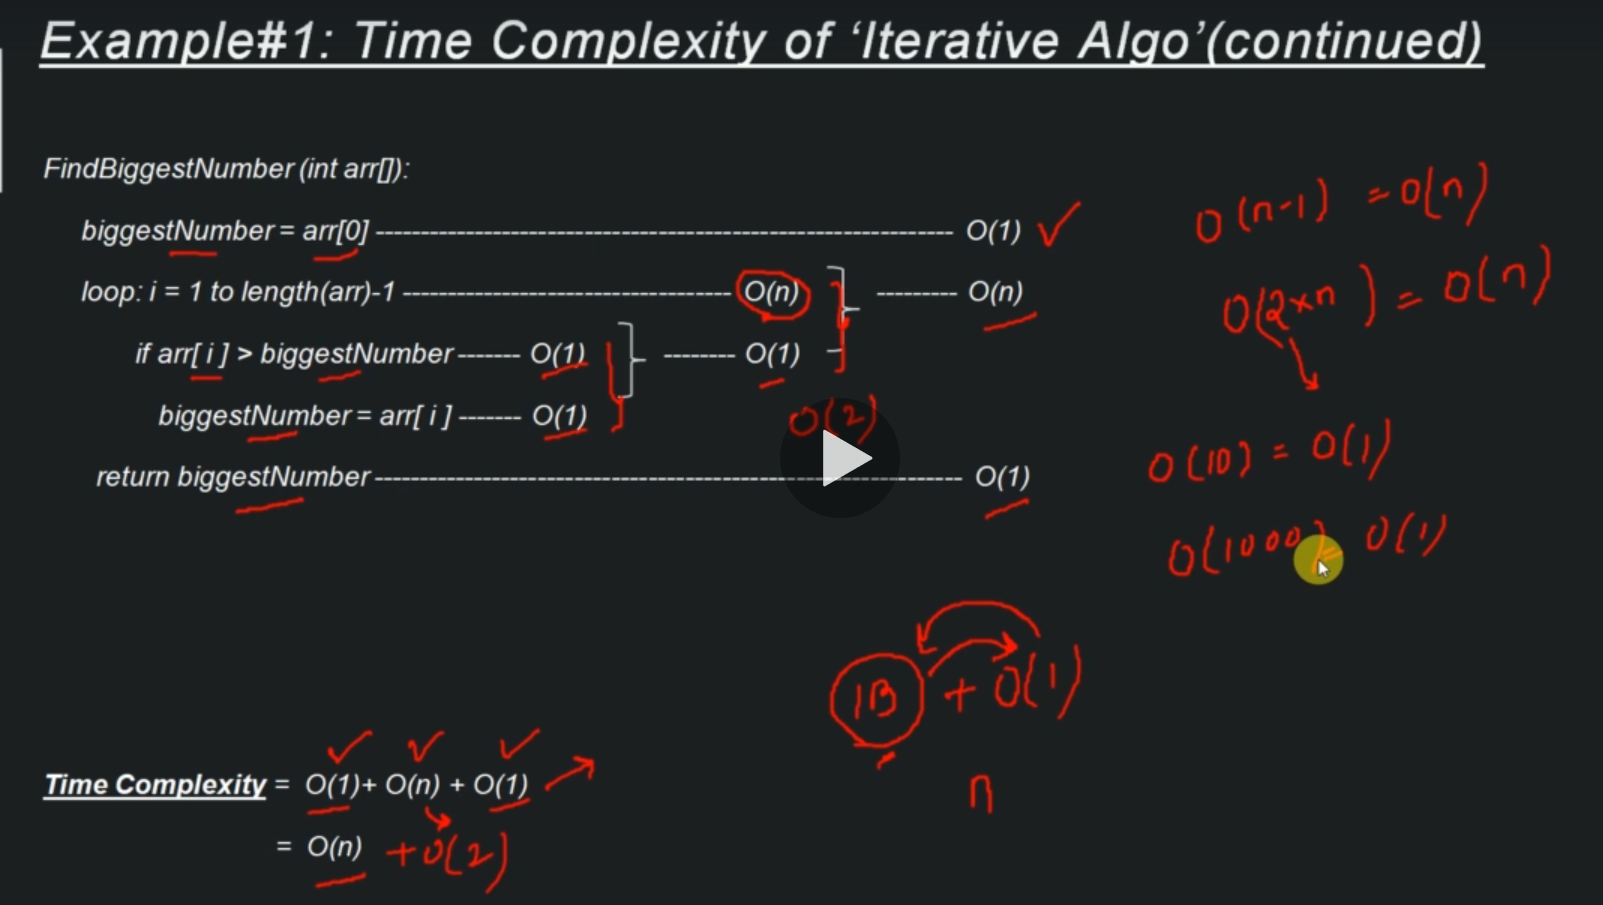 Example#1: Time Complexity of ‘Iterative Algo’(continued)
FindBiggestNumber (int arr[]):
biggestNumber = arr[0] ---------------------------------------------------------------- O(1)
loop: i = 1 to length(arr)-1 ------------------------------------ O(n) --------- O(n)
if arr[ i ] > biggestNumber ------- O(1) -------- O(1)
biggestNumber = arr[ i ] ------- O(1)
O(2)
return biggestNumber ----------------------------------------------------------------- O(1)
O(n-1) = O(n)
O(2×n) = O(n)
O(10) = O(1)
O(1000) = O(1)
1B + O(1)
n
Time Complexity = O(1)+ O(n) + O(1)
= O(n) + O(2)